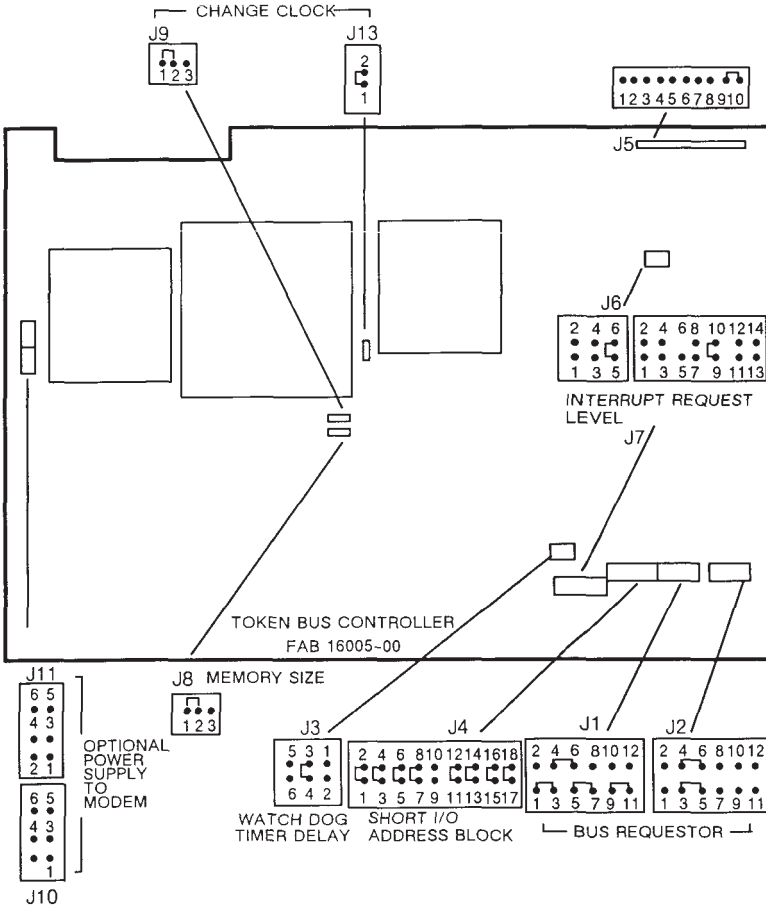 CHANGE CLOCK
J9
J13
1 2 3
2
1
1 2 3 4 5 6 7 8 9 10
J5
J6
2 4 6
2 4 6 8 10 12 14
1 3 5
1 3 5 7 9 11 13
INTERRUPT REQUEST
LEVEL
J7
TOKEN BUS CONTROLLER
FAB 16005-00
J11
6 5
4 3
2 1
J8 MEMORY SIZE
1 2 3
OPTIONAL
POWER
SUPPLY
TO
MODEM
6 5
4 3
1
J10
J3
J4
J1
J2
5 3 1
2 4 6 8 10 12 14 16 18
2 4 6 8 10 12
2 4 6 8 10 12
6 4 2
1 3 5 7 9 11 13 15 17
1 3 5 7 9 11
1 3 5 7 9 11
WATCH DOG
TIMER DELAY
SHORT I/O
ADDRESS BLOCK
BUS REQUESTOR